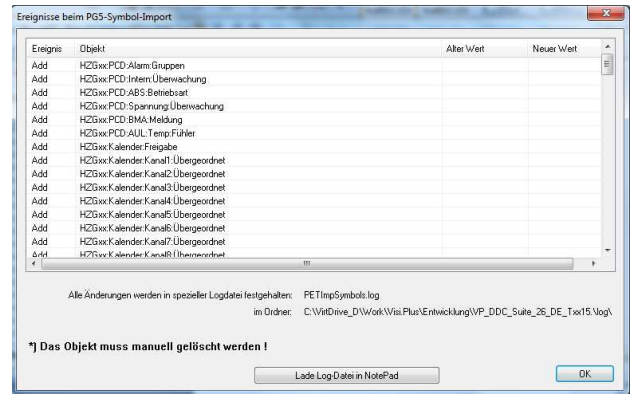 Ereignisse beim PG5-Symbol-Import
Ereignis Objekt Alter Wert Neuer Wert
Add HZGxx:PCD:Alarm:Gruppen
Add HZGxx:PCD:Intern:Überwachung
Add HZGxx:PCD:ABS:Betriebsart
Add HZGxx:PCD:Spannung:Überwachung
Add HZGxx:PCD:BMA:Meldung
Add HZGxx:PCD:AUL:Temp:Fühler
Add HZGxx:Kalender:Freigabe
Add HZGxx:Kalender:Kanal1:Übergeordnet
Add HZGxx:Kalender:Kanal2:Übergeordnet
Add HZGxx:Kalender:Kanal3:Übergeordnet
Add HZGxx:Kalender:Kanal4:Übergeordnet
Add HZGxx:Kalender:Kanal5:Übergeordnet
Add HZGxx:Kalender:Kanal6:Übergeordnet
Add HZGxx:Kalender:Kanal7:Übergeordnet
Add HZGxx:Kalender:Kanal8:Übergeordnet
Alle Änderungen werden in spezieller Logdatei festgehalten: PETImpSymbols.log
im Ordner: C:\VirtDrive_D\Work\Visi.Plus\Entwicklung\VP_DDC_Suite_26_DE_Txx15.\log\
*) Das Objekt muss manuell gelöscht werden !
Lade Log-Datei in NotePad OK